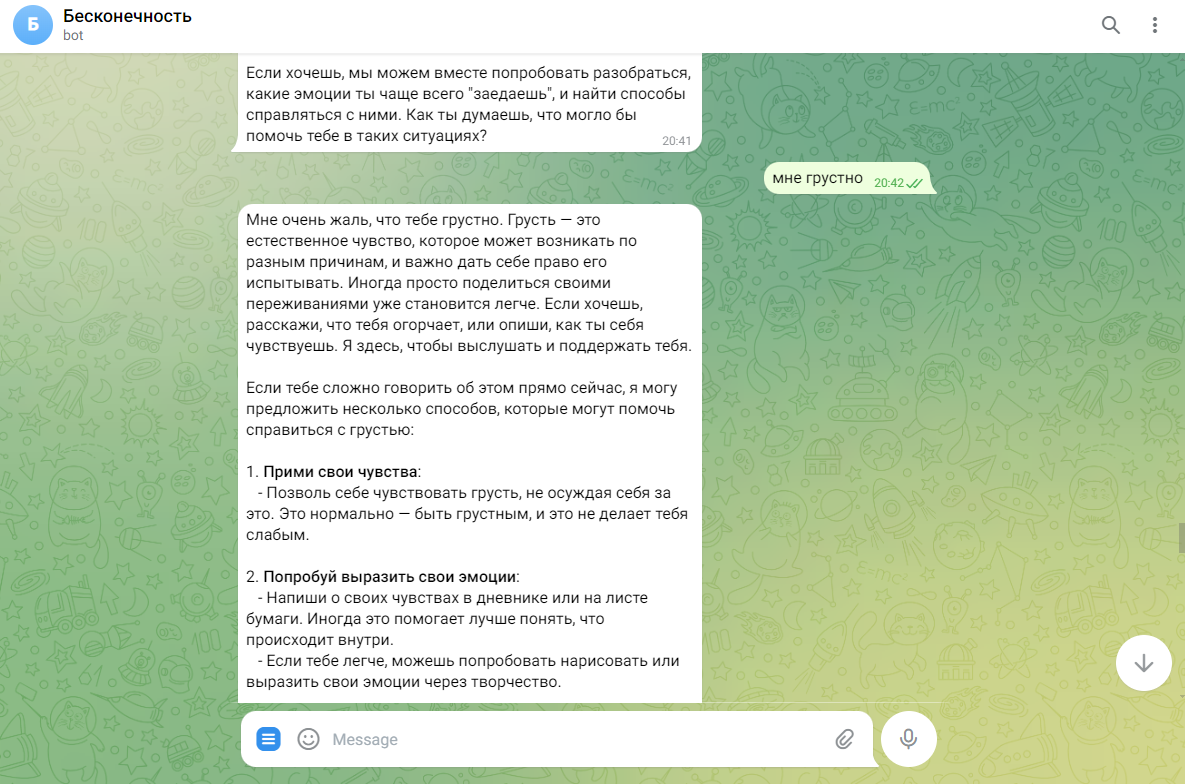 Б
Бесконечность
bot
Если хочешь, мы можем вместе попробовать разобраться,
какие эмоции ты чаще всего "заедаешь", и найти способы
справляться с ними. Как ты думаешь, что могло бы
помочь тебе в таких ситуациях?
20:41
мне грустно 20:42
Мне очень жаль, что тебе грустно. Грусть — это
естественное чувство, которое может возникать по
разным причинам, и важно дать себе право его
испытывать. Иногда просто поделиться своими
переживаниями уже становится легче. Если хочешь,
расскажи, что тебя огорчает, или опиши, как ты себя
чувствуешь. Я здесь, чтобы выслушать и поддержать тебя.
Если тебе сложно говорить об этом прямо сейчас, я могу
предложить несколько способов, которые могут помочь
справиться с грустью:
1. Прими свои чувства:
- Позволь себе чувствовать грусть, не осуждая себя за
это. Это нормально — быть грустным, и это не делает тебя
слабым.
2. Попробуй выразить свои эмоции:
- Напиши о своих чувствах в дневнике или на листе
бумаги. Иногда это помогает лучше понять, что
происходит внутри.
- Если тебе легче, можешь попробовать нарисовать или
выразить свои эмоции через творчество.
Message